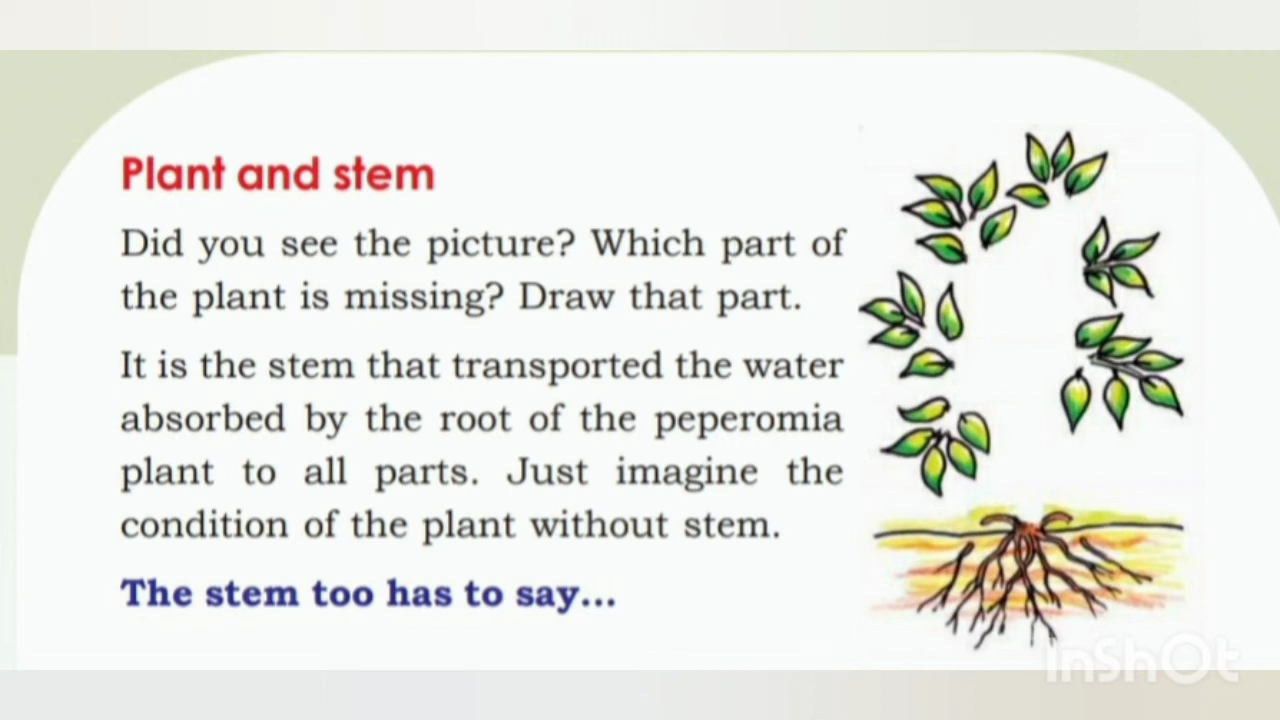 Plant and stem
Did you see the picture? Which part of
the plant is missing? Draw that part.
It is the stem that transported the water
absorbed by the root of the peperomia
plant to all parts. Just imagine the
condition of the plant without stem.
The stem too has to say...
InShOt